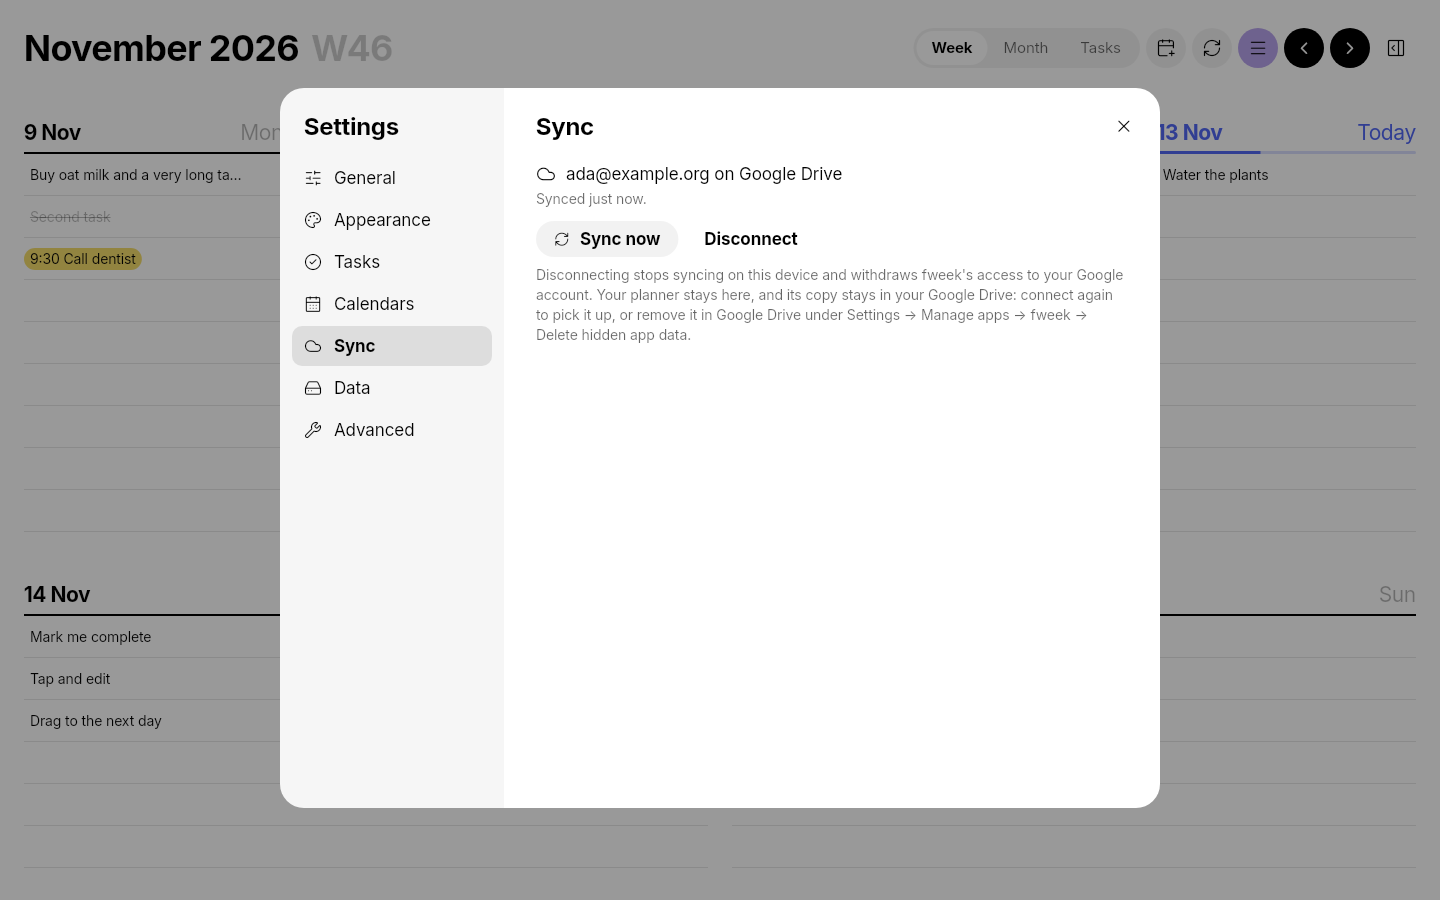 November 2026 W46
Week
Month
Tasks
9 Nov
Mon
13 Nov
Today
Buy oat milk and a very long ta...
Second task
9:30 Call dentist
Water the plants
14 Nov
Sun
Mark me complete
Tap and edit
Drag to the next day
Settings
General
Appearance
Tasks
Calendars
Sync
Data
Advanced
Sync
ada@example.org on Google Drive
Synced just now.
Sync now
Disconnect
Disconnecting stops syncing on this device and withdraws fweek's access to your Google
account. Your planner stays here, and its copy stays in your Google Drive: connect again
to pick it up, or remove it in Google Drive under Settings → Manage apps → fweek →
Delete hidden app data.